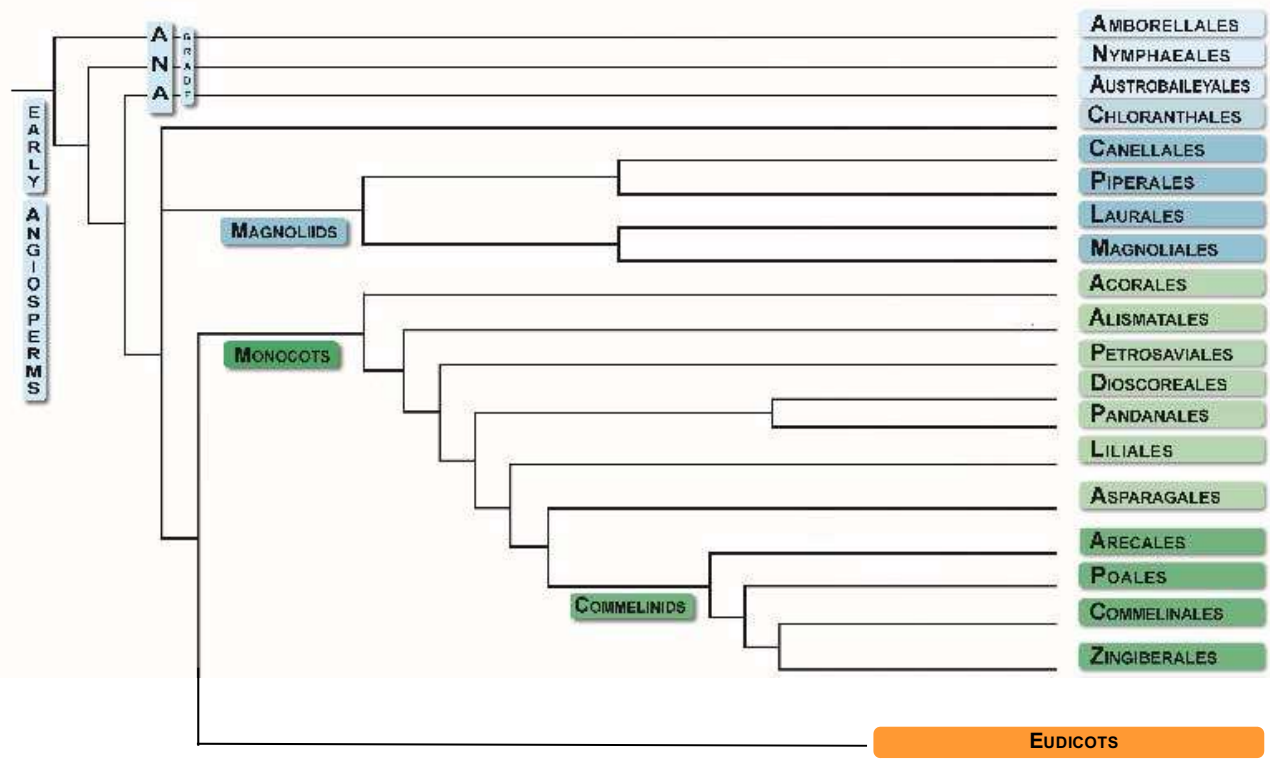 A
N
A
GRADE
EARLY
ANGIOSPERMS
AMBORELLALES
NYMPHAEALES
AUSTROBAILEYALES
CHLORANTHALES
CANELLALES
PIPERALES
LAURALES
MAGNOLIIDS
MAGNOLIALES
ACORALES
ALISMATALES
MONOCOTS
PETROSAVIALES
DIOSCOREALES
PANDANALES
LILIALES
ASPARAGALES
ARECALES
POALES
COMMELINIDS
COMMELINALES
ZINGIBERALES
EUDICOTS